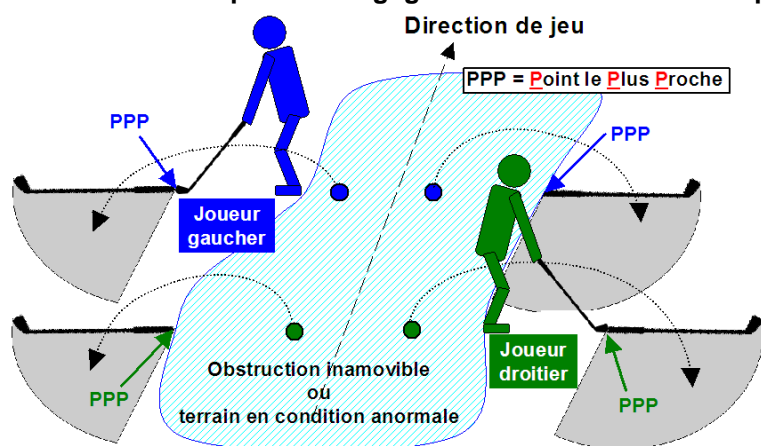 Direction de jeu
PPP = Point le Plus Proche
PPP
PPP
Joueur
gaucher
Joueur
droitier
Obstruction inamovible
ou
terrain en condition anormale
PPP
PPP